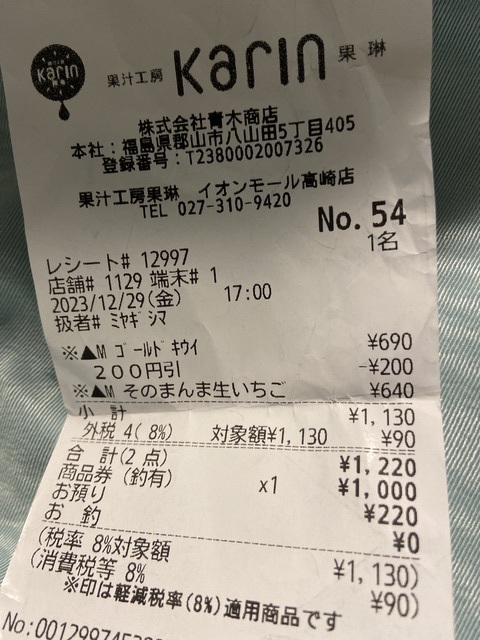 karin
果汁工房 karin 果琳
株式会社青木商店
本社:福島県郡山市八山田5丁目405
登録番号:T2380002007326
果汁工房果琳 イオンモール高崎店
TEL 027-310-9420
No. 54
1名
レシート# 12997
店舗# 1129 端末# 1
2023/12/29(金) 17:00
扱者# ミヤギシマ
※▲M ゴールドキウイ ¥690
200円引 -¥200
※▲M そのまんま生いちご ¥640
小 計 ¥1,130
外税 4( 8%) 対象額¥1,130 ¥90
合 計(2 点) ¥1,220
商品券 (釣有) x1 ¥1,000
お預り ¥220
お 釣 ¥0
(税率 8%対象額 ¥1,130)
(消費税等 8% ¥90)
※印は軽減税率(8%)適用商品です